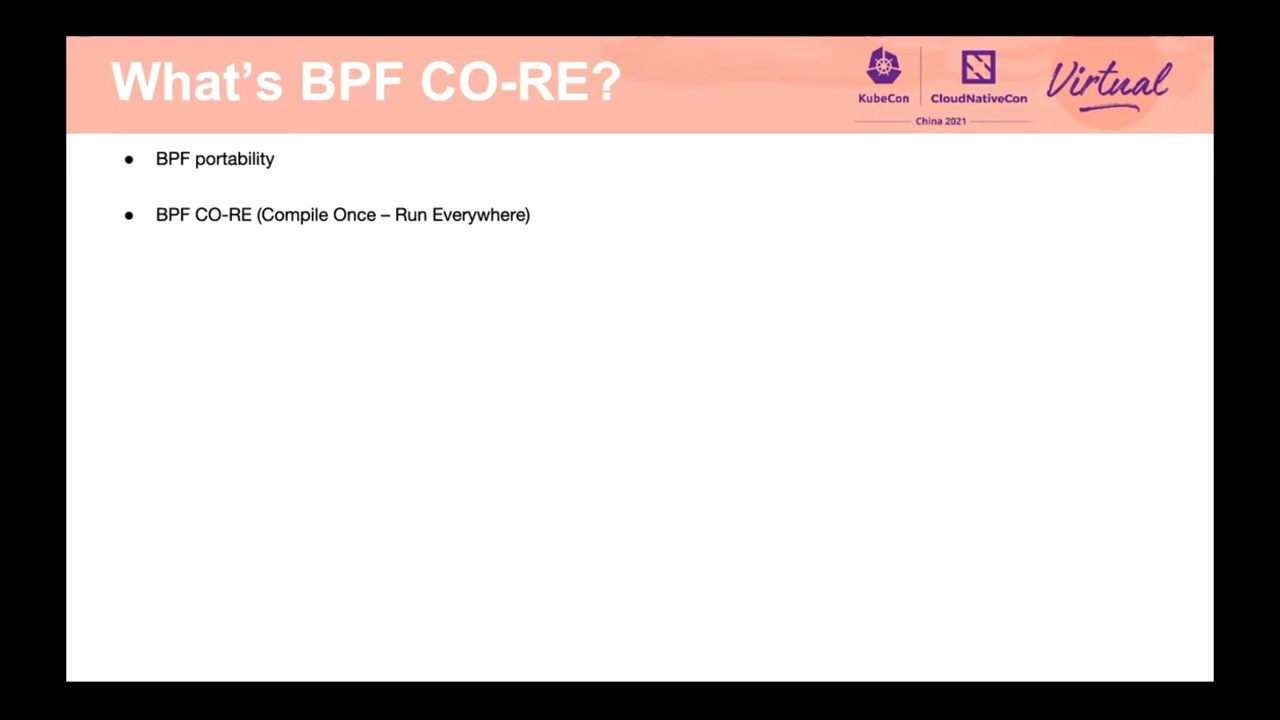 What's BPF CO-RE?
KubeCon
CloudNativeCon
China 2021
Virtual
● BPF portability
● BPF CO-RE (Compile Once – Run Everywhere)